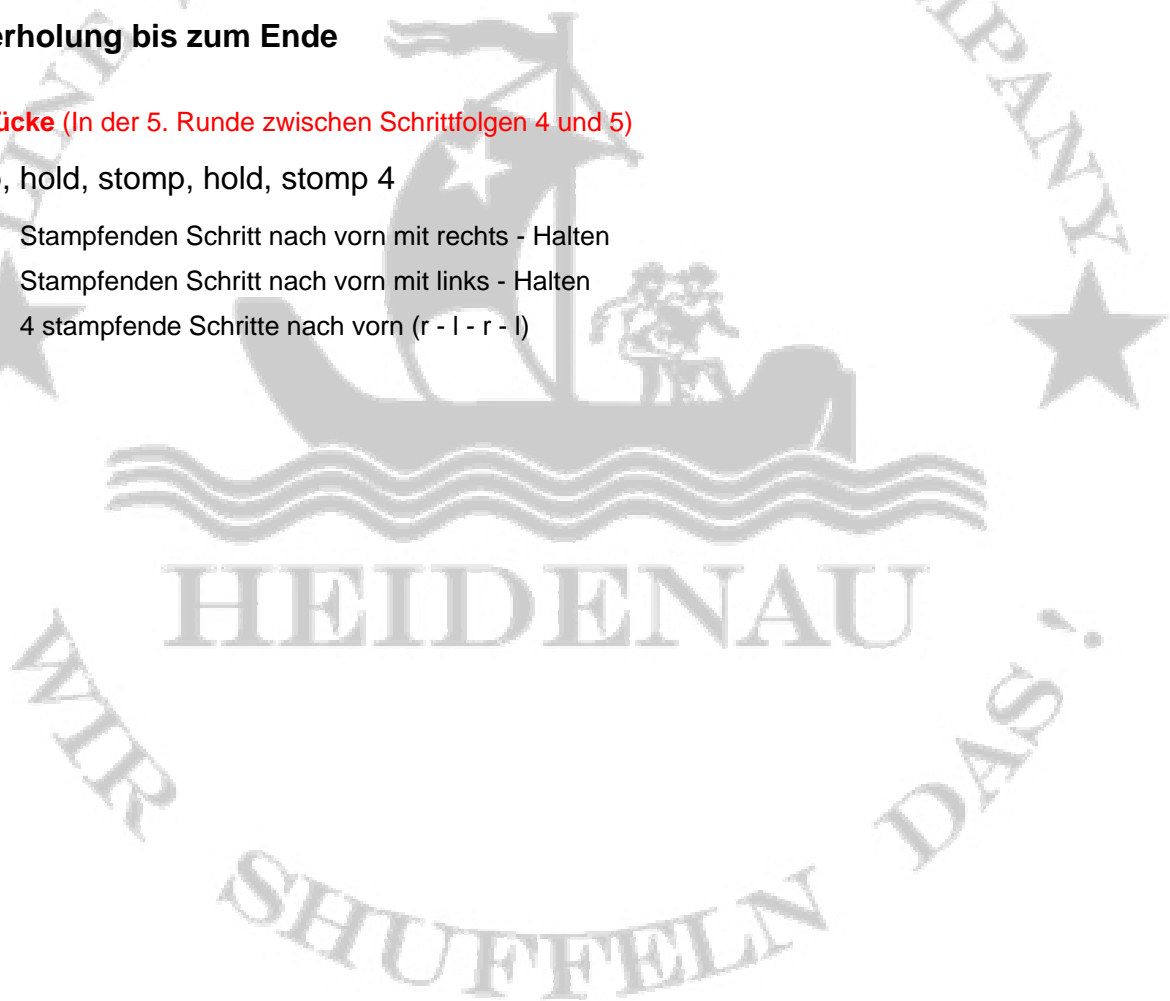 erholung bis zum Ende
ücke (In der 5. Runde zwischen Schrittfolgen 4 und 5)
, hold, stomp, hold, stomp 4
Stampfenden Schritt nach vorn mit rechts - Halten
Stampfenden Schritt nach vorn mit links - Halten
4 stampfende Schritte nach vorn (r - l - r - l)
HEIDENAU
WIR SHUFFELN DAS !